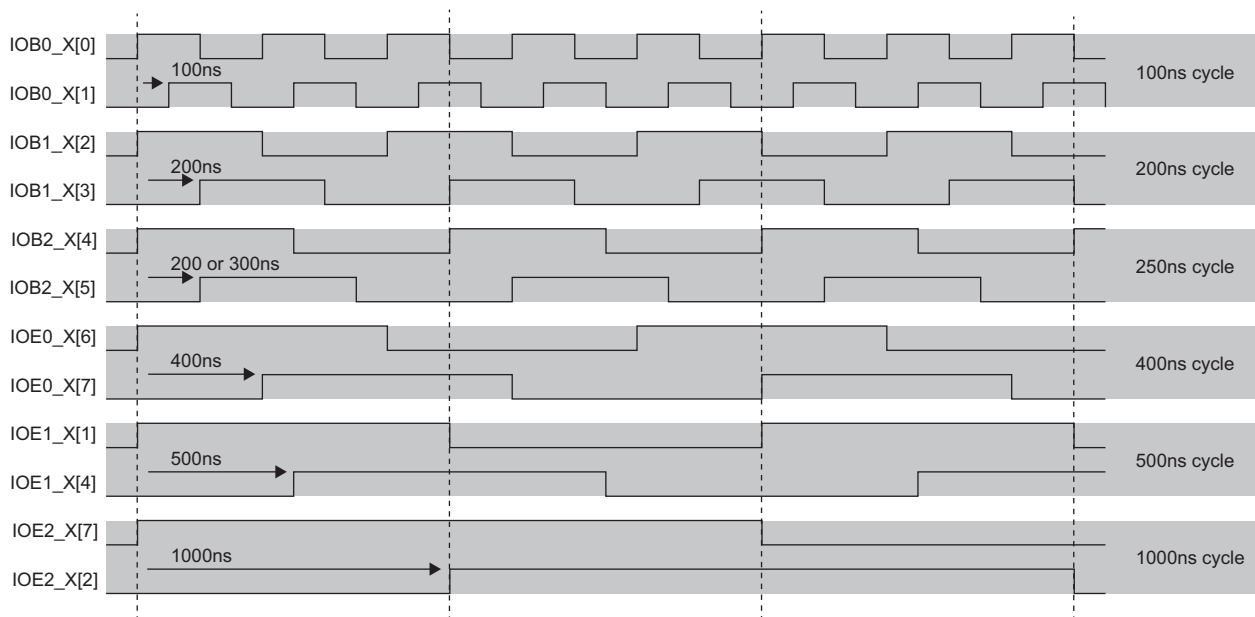 IOB0_X[0]
100ns
IOB0_X[1]
100ns cycle
IOB1_X[2]
200ns
IOB1_X[3]
200ns cycle
IOB2_X[4]
200 or 300ns
IOB2_X[5]
250ns cycle
IOE0_X[6]
400ns
IOE0_X[7]
400ns cycle
IOE1_X[1]
500ns
IOE1_X[4]
500ns cycle
IOE2_X[7]
1000ns
IOE2_X[2]
1000ns cycle